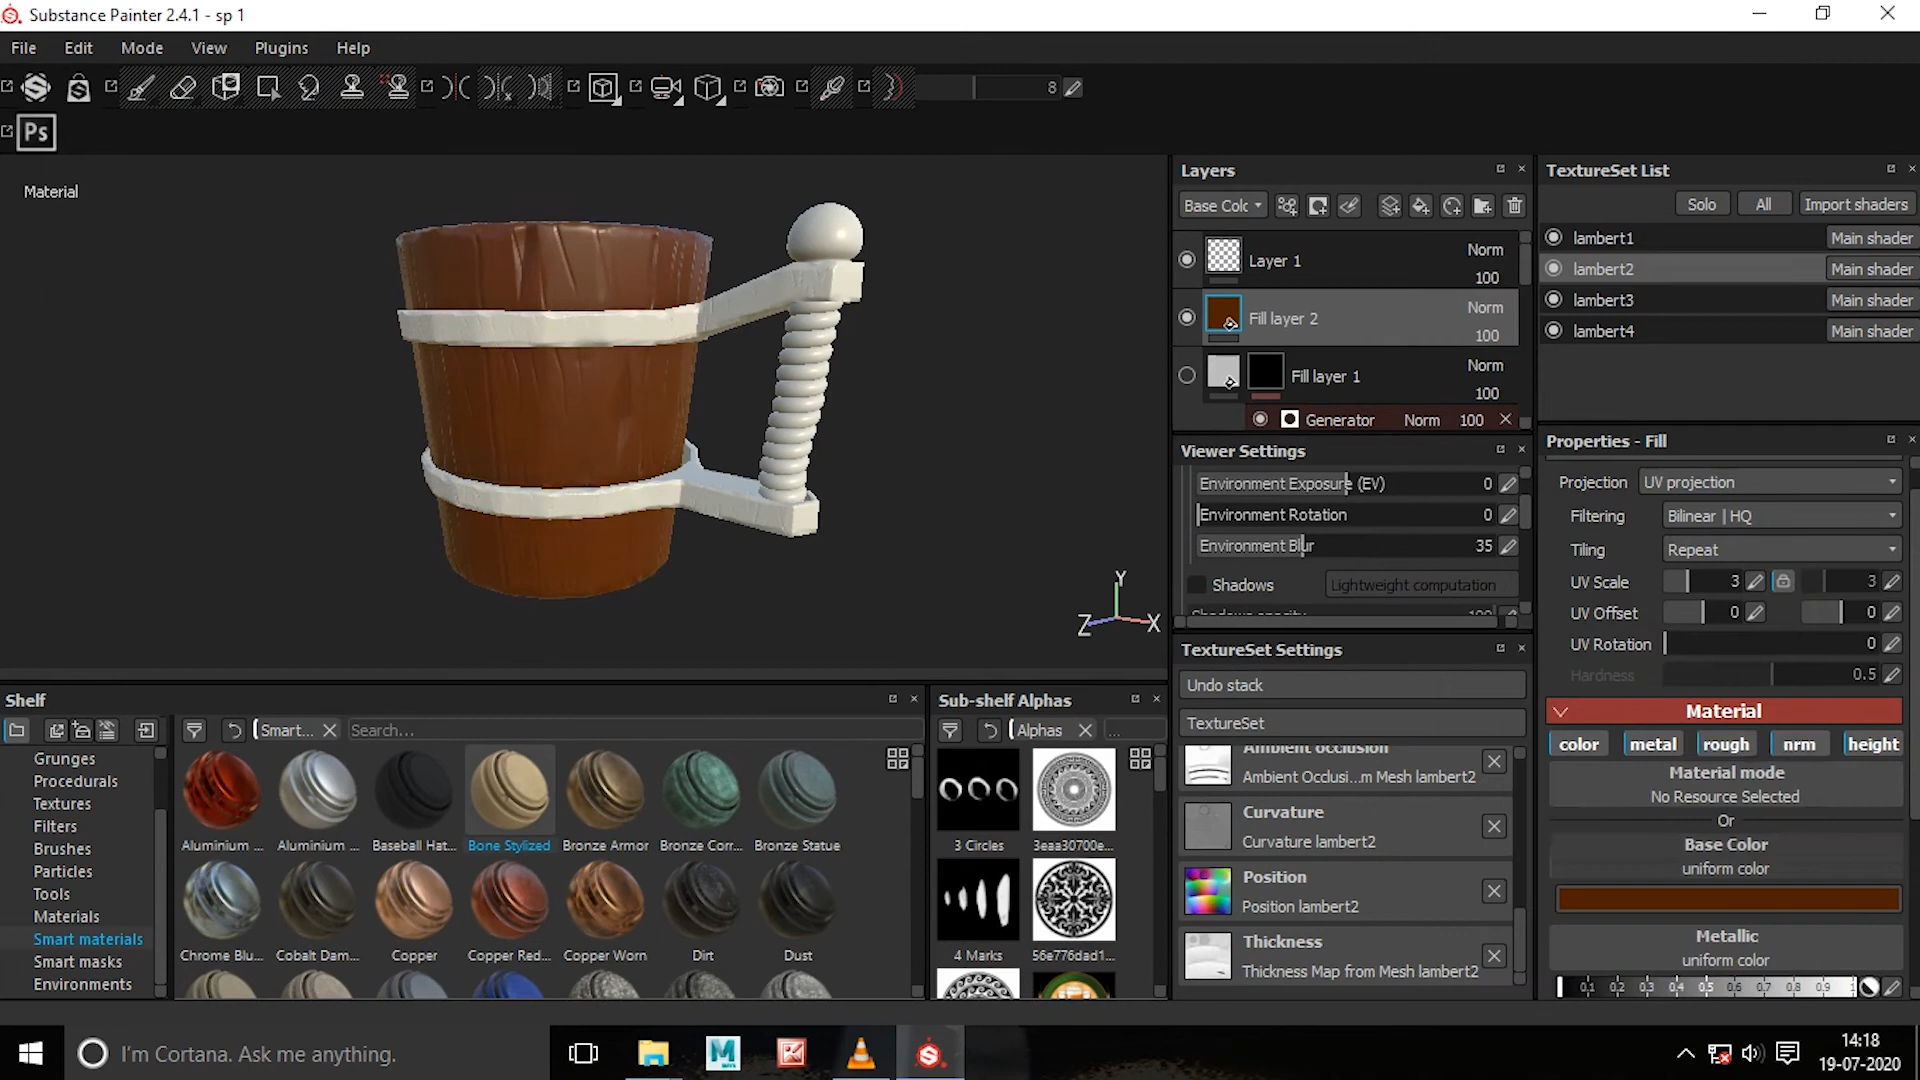 Substance Painter 2.4.1 - sp 1
File Edit Mode View Plugins Help
8
Ps
Material
Y
Z X
Layers
Base Colc
Layer 1 Norm 100
Fill layer 2 Norm 100
Fill layer 1 Norm 100
Generator Norm 100
Viewer Settings
Environment Exposure (EV) 0
Environment Rotation 0
Environment Blur 35
Shadows Lightweight computation
Shadows opacity 100
TextureSet Settings
Undo stack
TextureSet
Ambient occlusion
Ambient Occlusi...m Mesh lambert2
Curvature
Curvature lambert2
Position
Position lambert2
Thickness
Thickness Map from Mesh lambert2
TextureSet List
Solo All Import shaders
lambert1 Main shader
lambert2 Main shader
lambert3 Main shader
lambert4 Main shader
Properties - Fill
Projection UV projection
Filtering Bilinear | HQ
Tiling Repeat
UV Scale 3 3
UV Offset 0 0
UV Rotation 0
Hardness 0.5
Material
color metal rough nrm height
Material mode
No Resource Selected
Or
Base Color
uniform color
Metallic
uniform color
0.1 0.2 0.3 0.4 0.5 0.6 0.7 0.8 0.9 1
Shelf
Smart... Search...
Grunges
Procedurals
Textures
Filters
Brushes
Particles
Tools
Materials
Smart materials
Smart masks
Environments
Aluminium ... Aluminium ... Baseball Hat... Bone Stylized Bronze Armor Bronze Corr... Bronze Statue
Chrome Blu... Cobalt Dam... Copper Copper Red... Copper Worn Dirt Dust
Sub-shelf Alphas
Alphas ...
3 Circles 3eaa30700e...
4 Marks 56e776dad1...
I'm Cortana. Ask me anything.
14:18
19-07-2020